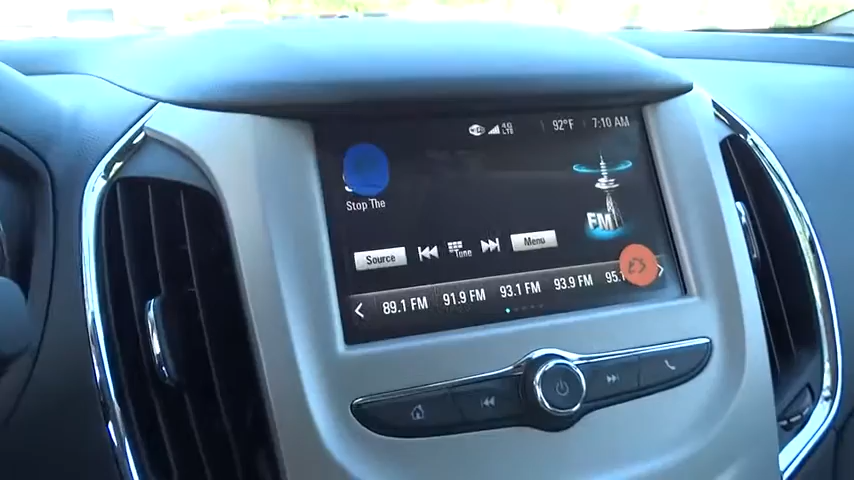 4G LTE 92°F 7:10 AM
Stop The
FM
Source Tune Menu
89.1 FM 91.9 FM 93.1 FM 93.9 FM